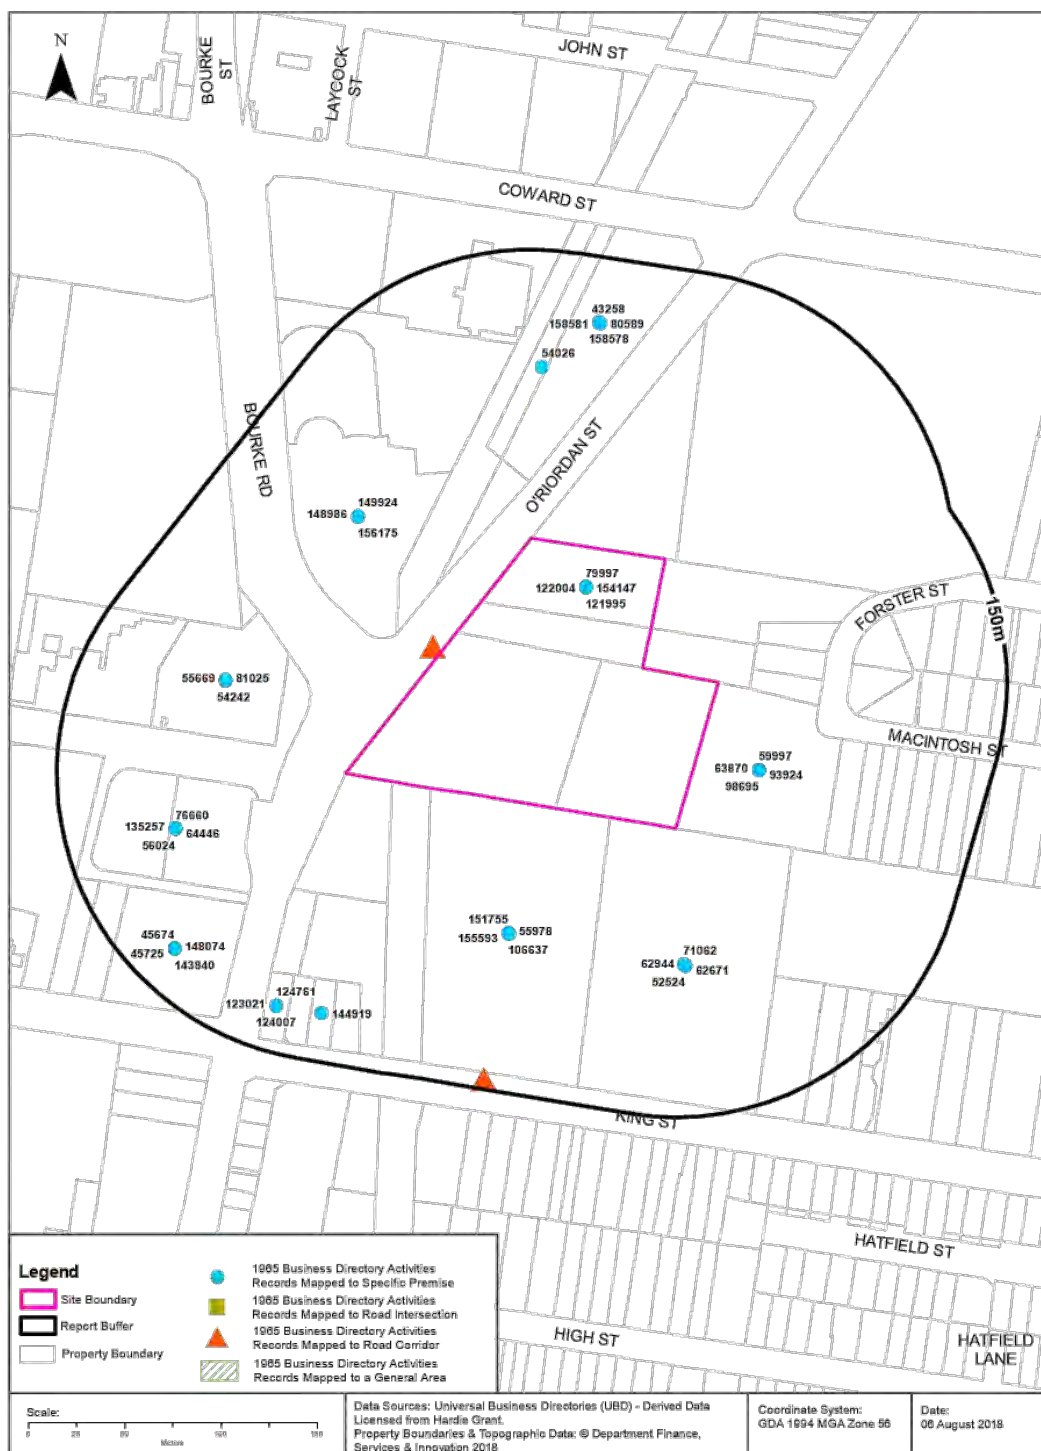 N
BOURKE
ST
LAYCOCK
ST
JOHN ST
COWARD ST
43258
158581 80589
158578
54026
BOURKE RD
O'RIORDAN ST
149924
148986
156175
79997
122004 154147
121995
FORSTER ST
150m
55669 81025
54242
MACINTOSH ST
59997
63870 93924
98695
76660
135257 64446
56024
45674
148074
45725
143840
151755
55978
155593
106637
71062
62944 62671
52524
124761
123021
124007
144919
KING ST
HATFIELD ST
HIGH ST
HATFIELD
LANE
Legend
Site Boundary
Report Buffer
Property Boundary
1965 Business Directory Activities
Records Mapped to Specific Premise
1965 Business Directory Activities
Records Mapped to Road Intersection
1965 Business Directory Activities
Records Mapped to Road Corridor
1965 Business Directory Activities
Records Mapped to a General Area
Scale:
0
Metres
Data Sources: Universal Business Directories (UBD) - Derived Data
Licensed from Hardie Grant.
Property Boundaries & Topographic Data: © Department Finance,
Services & Innovation 2018
Coordinate System:
GDA 1994 MGA Zone 56
Date:
06 August 2018